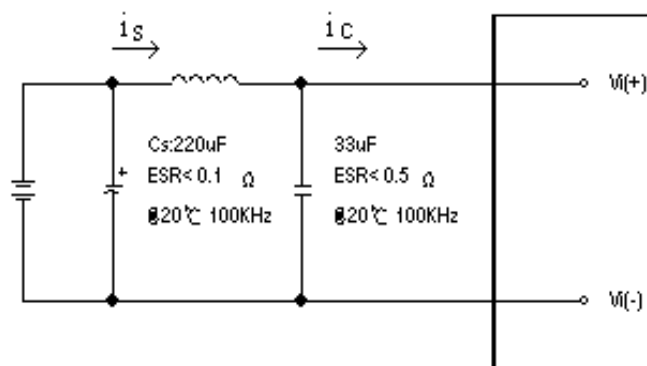 iS
iC
Vi(+)
Cs:220uF
33uF
+
ESR<0.1 Ω
ESR<0.5 Ω
@20℃ 100KHz
@20℃ 100KHz
Vi(-)